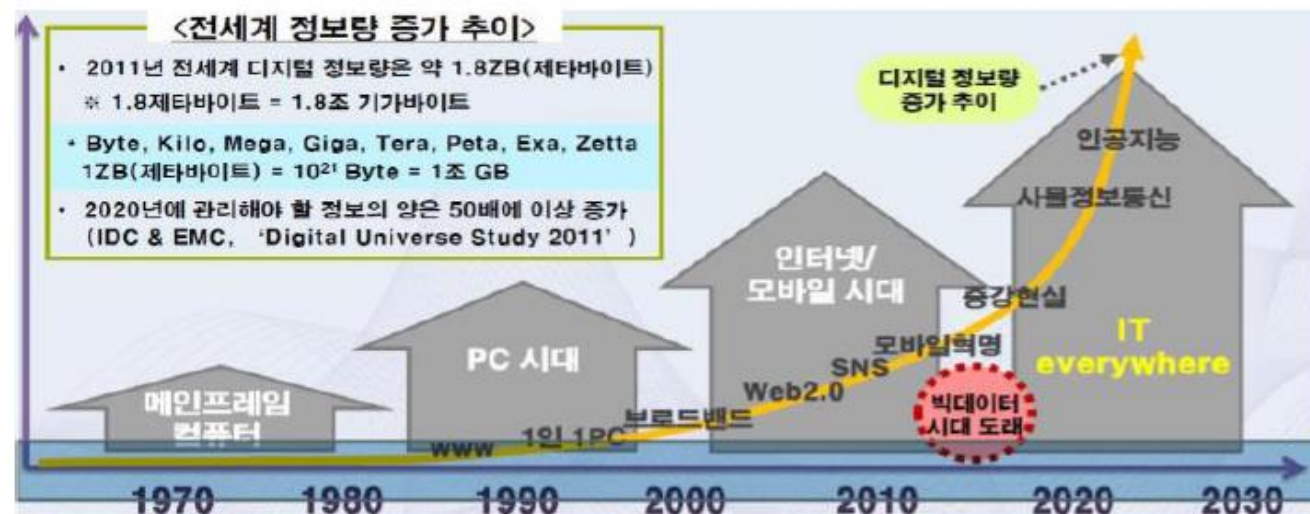 <전세계 정보량 증가 추이>
• 2011년 전세계 디지털 정보량은 약 1.8ZB(제타바이트)
※ 1.8제타바이트 = 1.8조 기가바이트
• Byte, Kilo, Mega, Giga, Tera, Peta, Exa, Zetta
1ZB(제타바이트) = 10²¹ Byte = 1조 GB
• 2020년에 관리해야 할 정보의 양은 50배에 이상 증가
(IDC & EMC, ‘Digital Universe Study 2011’)
디지털 정보량
증가 추이
인공지능
사물정보통신
인터넷/
모바일 시대
증강현실
IT
everywhere
PC 시대
모바일혁명
SNS
Web2.0
빅데이터
시대 도래
메인프레임
컴퓨터
브로드밴드
1인 1PC
www
1970 1980 1990 2000 2010 2020 2030